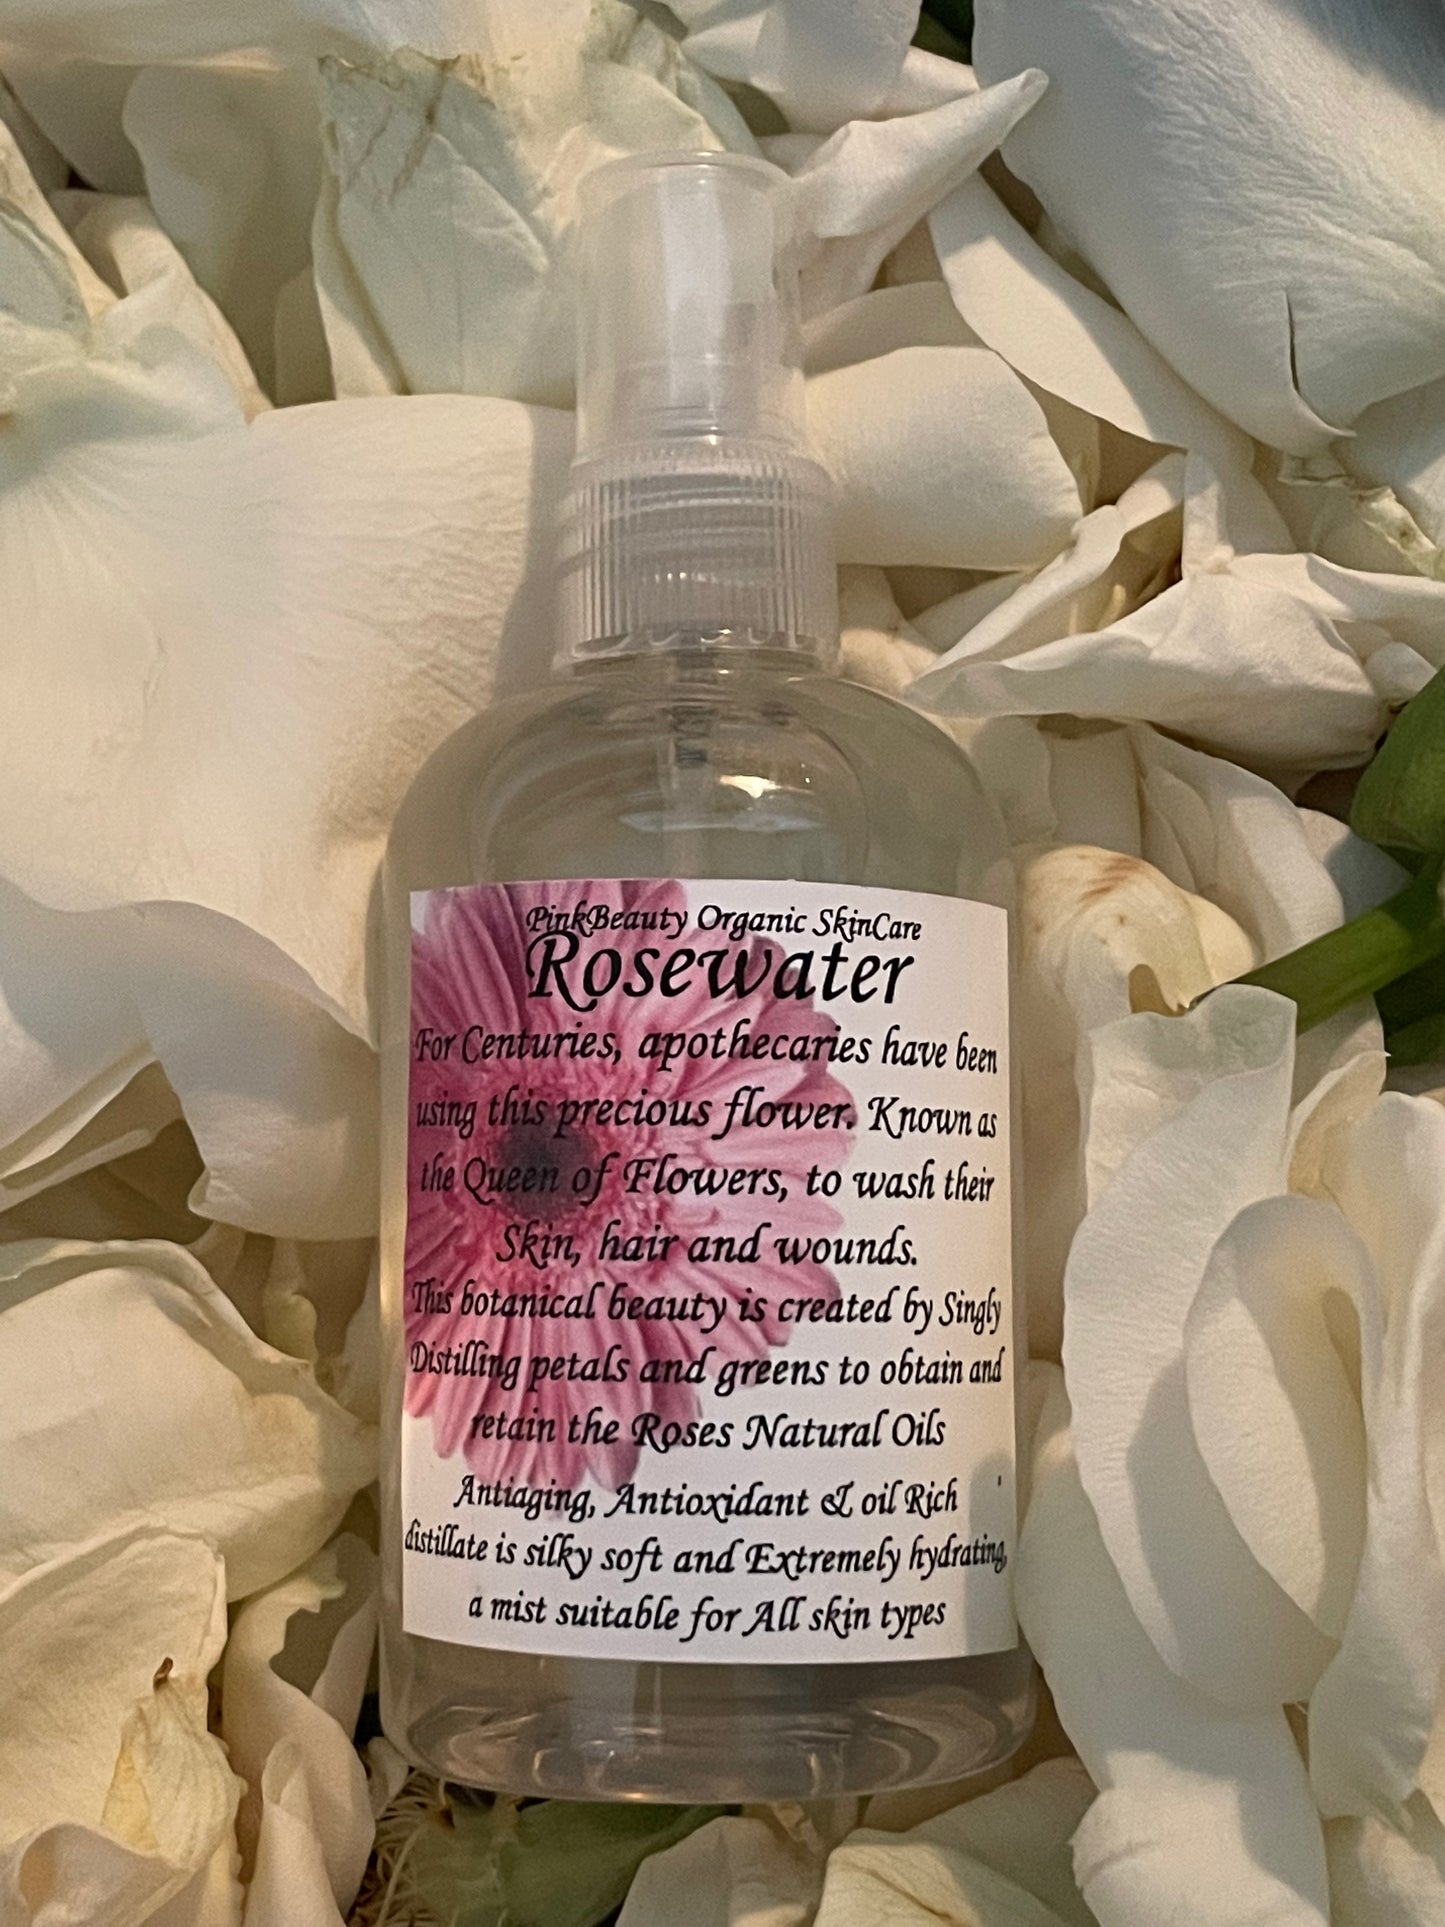 PinkBeauty Organic SkinCare
Rosewater
For Centuries, apothecaries have been
using this precious flower. Known as
the Queen of Flowers, to wash their
Skin, hair and wounds.
This botanical beauty is created by Singly
Distilling petals and greens to obtain and
retain the Roses Natural Oils
Antiaging, Antioxidant & oil Rich
distillate is silky soft and Extremely hydrating,
a mist suitable for All skin types